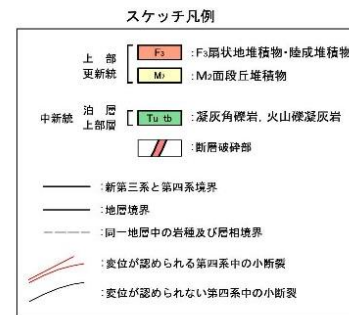 スケッチ凡例
上部更新統
F3 :F3扇状地堆積物・陸成堆積物
M2 :M2面段丘堆積物
中新統 泊層上部層
Tu tb :凝灰角礫岩，火山礫凝灰岩
:断層破砕部
:新第三系と第四系境界
:地層境界
:同一地層中の岩種及び層相境界
:変位が認められる第四系中の小断裂
:変位が認められない第四系中の小断裂